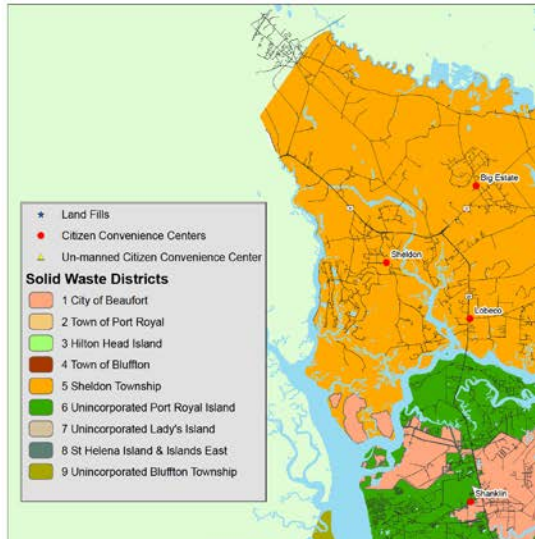 Big Estate
Land Fills
Citizen Convenience Centers
Un-manned Citizen Convenience Center
Solid Waste Districts
1 City of Beaufort
2 Town of Port Royal
3 Hilton Head Island
4 Town of Bluffton
5 Sheldon Township
6 Unincorporated Port Royal Island
7 Unincorporated Lady's Island
8 St Helena Island & Islands East
9 Unincorporated Bluffton Township
Sheldon
Lobeco
Shanklin